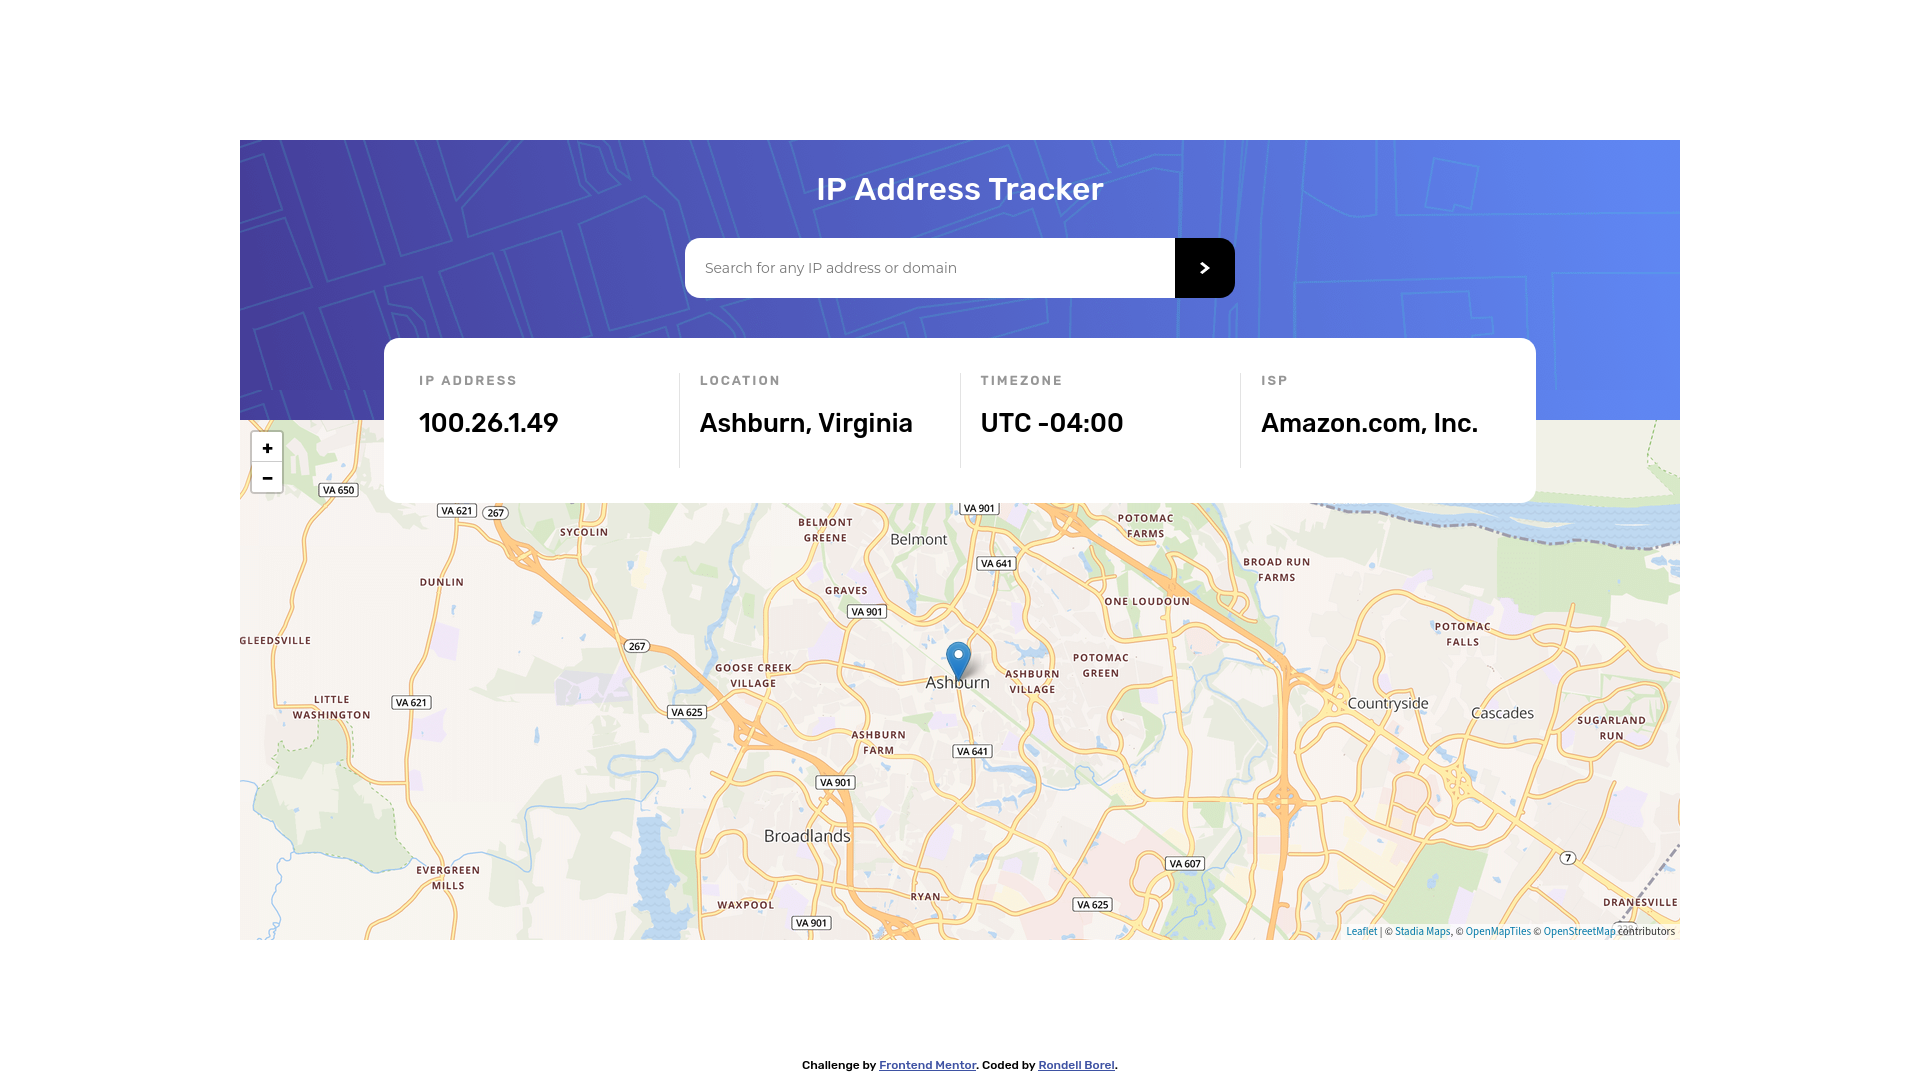 IP Address Tracker
Search for any IP address or domain
>
IP ADDRESS
100.26.1.49
LOCATION
Ashburn, Virginia
TIMEZONE
UTC -04:00
ISP
Amazon.com, Inc.
+
−
VA 650
VA 621
267
VA 901
SYCOLIN
BELMONT
GREENE
Belmont
POTOMAC
FARMS
VA 641
BROAD RUN
FARMS
DUNLIN
GRAVES
VA 901
ONE LOUDOUN
GLEEDSVILLE
267
POTOMAC
FALLS
GOOSE CREEK
VILLAGE
Ashburn
ASHBURN
VILLAGE
POTOMAC
GREEN
LITTLE
WASHINGTON
VA 621
VA 625
Countryside
Cascades
SUGARLAND
RUN
ASHBURN
FARM
VA 641
VA 901
Broadlands
VA 607
7
EVERGREEN
MILLS
WAXPOOL
RYAN
VA 625
DRANESVILLE
VA 901
Leaflet | © Stadia Maps, © OpenMapTiles © OpenStreetMap contributors
Challenge by Frontend Mentor. Coded by Rondell Borel.